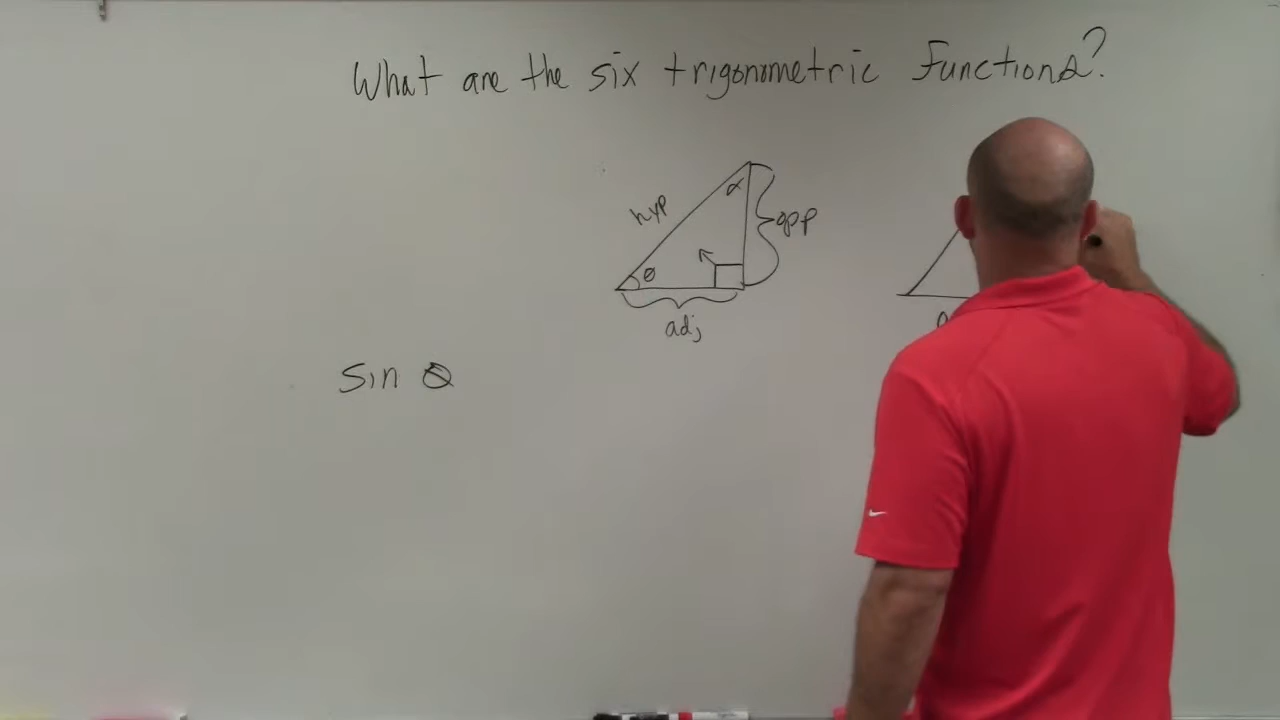 What are the six trigonometric functions?
α
hyp
opp
θ
adj
sin θ